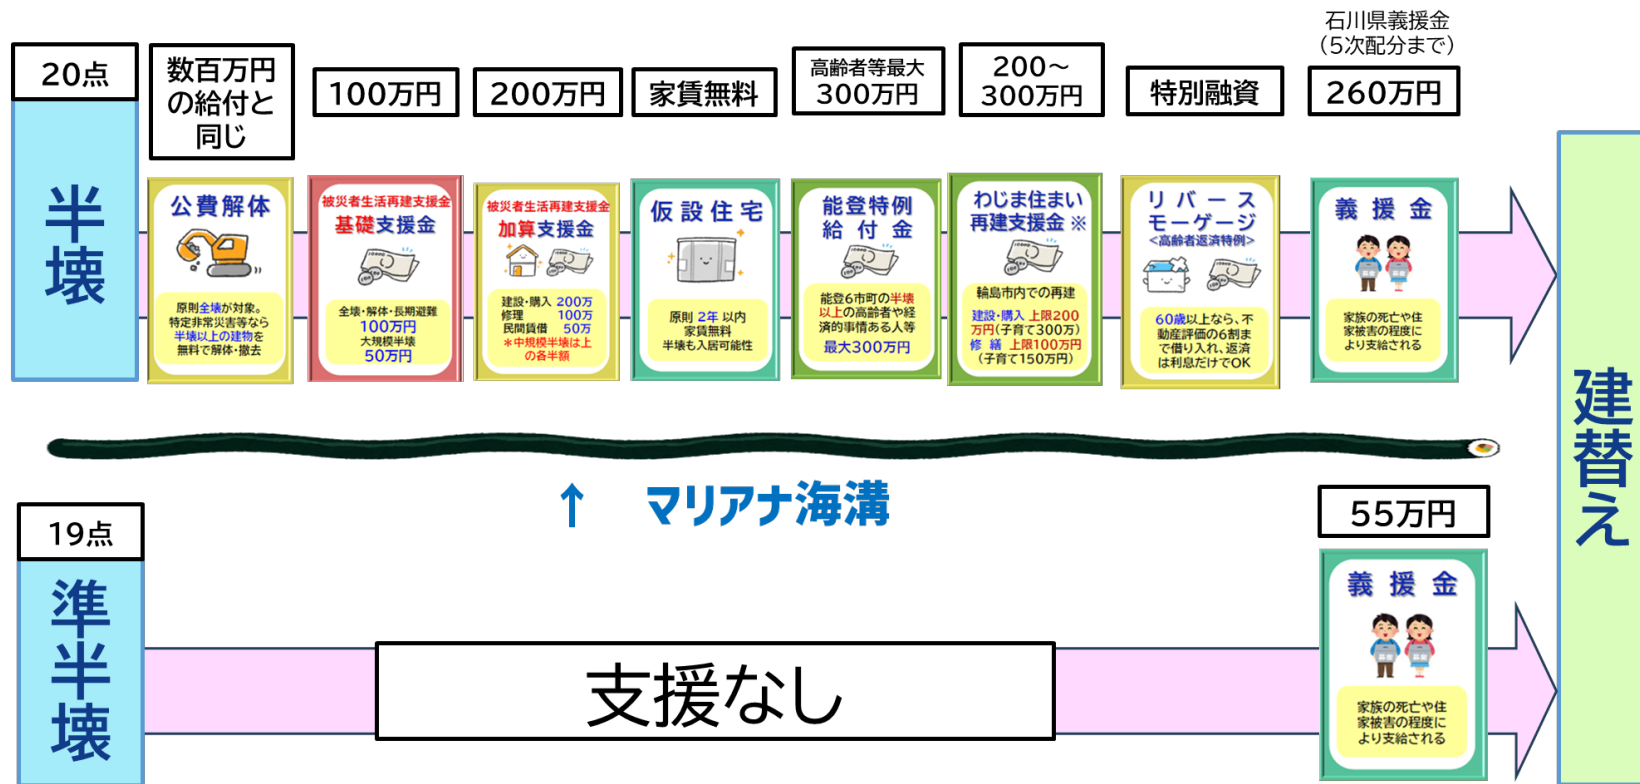 石川県義援金
（5次配分まで）
20点
数百万円
の給付と
同じ
100万円
200万円
家賃無料
高齢者等最大
300万円
200～
300万円
特別融資
260万円
半壊
公費解体
原則全壊が対象。
特定非常災害等なら
半壊以上の建物を
無料で解体・撤去
被災者生活再建支援金
基礎支援金
全壊・解体・長期避難
100万円
大規模半壊
50万円
被災者生活再建支援金
加算支援金
建設・購入 200万
修理 100万
民間賃借 50万
＊中規模半壊は上
の各半額
仮設住宅
原則 2年 以内
家賃無料
半壊も入居可能性
能登特例
給付金
能登6市町の半壊
以上の高齢者や経
済的事情ある人等
最大300万円
わじま住まい
再建支援金 ※
輪島市内での再建
建設・購入 上限200
万円(子育て300万)
修 繕 上限100万円
(子育て150万円)
リバース
モーゲージ
<高齢者返済特例>
60歳以上なら、不
動産評価の6割ま
で借り入れ、返済
は利息だけでOK
義援金
家族の死亡や住
家被害の程度に
より支給される
建替え
↑ マリアナ海溝
19点
準半壊
支援なし
55万円
義援金
家族の死亡や住
家被害の程度に
より支給される